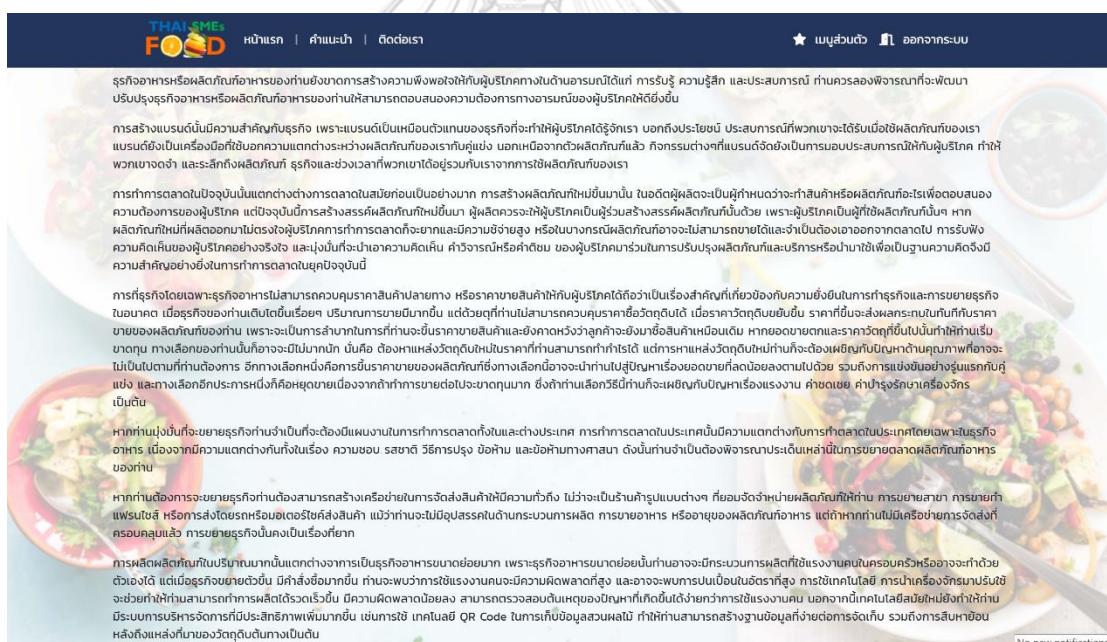 THAI SMEs
FOOD
หน้าแรก | คำแนะนำ | ติดต่อเรา
เมนูส่วนตัว ออกจากระบบ
ธุรกิจอาหารหรือผลิตภัณฑ์อาหารของท่านยังขาดการสร้างความพึงพอใจให้กับผู้บริโภคทางในด้านอารมณ์ได้แก่ การรับรู้ ความรู้สึก และประสบการณ์ ท่านควรลองพิจารณาที่จะพัฒนา
ปรับปรุงธุรกิจอาหารหรือผลิตภัณฑ์อาหารของท่านให้สามารถตอบสนองความต้องการทางอารมณ์ของผู้บริโภคให้ดียิ่งขึ้น
การสร้างแบรนด์นั้นมีความสำคัญกับธุรกิจ เพราะแบรนด์เป็นเหมือนตัวแทนของธุรกิจที่จะทำให้ผู้บริโภคได้รู้จักเรา บอกถึงประโยชน์ ประสบการณ์ที่พวกเขาจะได้รับเมื่อใช้ผลิตภัณฑ์ของเรา
แบรนด์ยังเป็นเครื่องมือที่ใช้บอกความแตกต่างระหว่างผลิตภัณฑ์ของเรากับคู่แข่ง นอกเหนือจากตัวผลิตภัณฑ์แล้ว กิจกรรมต่างๆที่แบรนด์จัดยังเป็นการมอบประสบการณ์ให้กับผู้บริโภค ทำให้
พวกเขาจดจำ และระลึกถึงผลิตภัณฑ์ ธุรกิจและช่วงเวลาที่พวกเขาได้อยู่รวมกับเราจากการใช้ผลิตภัณฑ์ของเรา
การทำการตลาดในปัจจุบันนั้นแตกต่างต่างการตลาดในสมัยก่อนเป็นอย่างมาก การสร้างผลิตภัณฑ์ใหม่ขึ้นมานั้น ในอดีตผู้ผลิตจะเป็นผู้กำหนดว่าจะทำสินค้าหรือผลิตภัณฑ์อะไรเพื่อตอบสนอง
ความต้องการของผู้บริโภค แต่ปัจจุบันนี้การสร้างสรรค์ผลิตภัณฑ์ใหม่ขึ้นมา ผู้ผลิตควรจะให้ผู้บริโภคเป็นผู้ร่วมสร้างสรรค์ผลิตภัณฑ์นั้นด้วย เพราะผู้บริโภคเป็นผู้ที่ใช้ผลิตภัณฑ์นั้นๆ หาก
ผลิตภัณฑ์ใหม่ที่ผลิตออกมาไม่ตรงใจผู้บริโภคการทำการตลาดก็จะยากและมีความใช้จ่ายสูง หรือในบางกรณีผลิตภัณฑ์อาจจะไม่สามารถขายได้และจำเป็นต้องเอาออกจากตลาดไป การรับฟัง
ความคิดเห็นของผู้บริโภคอย่างจริงใจ และมุ่งมั่นที่จะนำเอาความคิดเห็น คำวิจารณ์หรือคำติชม ของผู้บริโภคมาร่วมในการปรับปรุงผลิตภัณฑ์และบริการหรือนำมาใช้เพื่อเป็นฐานความคิดจึงมี
ความสำคัญอย่างยิ่งในการทำการตลาดในยุคปัจจุบันนี้
การที่ธุรกิจโดยเฉพาะธุรกิจอาหารไม่สามารถควบคุมราคาสินค้าปลายทาง หรือราคาขายสินค้าให้กับผู้บริโภคได้ถือว่าเป็นเรื่องสำคัญที่เกี่ยวข้องกับความยั่งยืนในการทำธุรกิจและการขยายธุรกิจ
ในอนาคต เมื่อธุรกิจของท่านเติบโตขึ้นเรื่อยๆ ปริมาณการขายมีมากขึ้น แต่ด้วยตุที่ท่านไม่สามารถควบคุมราคาซื้อวัตถุดิบได้ เมื่อราคาวัตถุดิบขยับขึ้น ราคาที่ขึ้นจะส่งผลกระทบในทันทีกับราคา
ขายของผลิตภัณฑ์ของท่าน เพราะจะเป็นการลำบากในการที่ท่านจะขึ้นราคาขายสินค้าและยังคาดหวังว่าลูกค้าจะยังมาซื้อสินค้าเหมือนเดิม หากยอดขายตกและราคาวัตถุที่ขึ้นไปนั้นทำให้ท่านเริ่ม
ขาดทุน ทางเลือกของท่านนั้นก็อาจจะมีไม่มากนัก นั่นคือ ต้องหาแหล่งวัตถุดิบใหม่ในราคาที่ท่านสามารถทำกำไรได้ แต่การหาแหล่งวัตถุดิบใหม่ท่านก็จะต้องเผชิญกับปัญหาด้านคุณภาพที่อาจจะ
ไม่เป็นไปตามที่ท่านต้องการ อีกทางเลือกหนึ่งคือการขึ้นราคาขายของผลิตภัณฑ์ซึ่งทางเลือกนี้อาจจะนำท่านไปสู่ปัญหาเรื่องยอดขายที่ลดน้อยลงตามไปด้วย รวมถึงการแข่งขันอย่างรุ่นแรกกับคู่
แข่ง และทางเลือกอีกประการหนึ่งก็คือหยุดขายเนื่องจากถ้าทำการขายต่อไปจะขาดทุนมาก ซึ่งถ้าท่านเลือกวิธีนี้ท่านก็จะเผชิญกับปัญหาเรื่องแรงงาน ค่าชดเชย ค่าบำรุงรักษาเครื่องจักร
เป็นต้น
หากท่านมุ่งมั่นที่จะขยายธุรกิจท่านจำเป็นที่จะต้องมีแผนงานในการทำการตลาดทั้งในและต่างประเทศ การทำการตลาดในประเทศนั้นมีความแตกต่างกับการทำตลาดในประเทศโดยเฉพาะในธุรกิจ
อาหาร เนื่องจากมีความแตกต่างกันทั้งในเรื่อง ความชอบ รสชาติ วิธีการปรุง ข้อห้าม และข้อห้ามทางศาสนา ดังนั้นท่านจำเป็นต้องพิจารณาประเด็นเหล่านี้ในการขยายตลาดผลิตภัณฑ์อาหาร
ของท่าน
หากท่านต้องการจะขยายธุรกิจท่านต้องสามารถสร้างเครือข่ายในการจัดส่งสินค้าให้มีความทั่วถึง ไม่ว่าจะเป็นร้านค้ารูปแบบต่างๆ ที่ยอมจัดจำหน่ายผลิตภัณฑ์ให้ท่าน การขยายสาขา การขายทำ
แฟรนไชส์ หรือการส่งโดยรถหรือมอเตอร์ไซค์ส่งสินค้า แม้ว่าท่านจะไม่มีอุปสรรคในด้านกระบวนการผลิต การขายอาหาร หรืออายุของผลิตภัณฑ์อาหาร แต่ถ้าหากท่านไม่มีเครือข่ายการจัดส่งที่
ครอบคลุมแล้ว การขยายธุรกิจนั้นคงเป็นเรื่องที่ยาก
การผลิตผลิตภัณฑ์ในปริมาณมากนั้นแตกต่างจากการเป็นธุรกิจอาหารขนาดย่อยมาก เพราะธุรกิจอาหารขนาดย่อยนั้นท่านอาจจะมีกระบวนการผลิตที่ใช้แรงงานคนในครอบครัวหรืออาจจะทำด้วย
ตัวเองได้ แต่เมื่อธุรกิจขยายตัวขึ้น มีคำสั่งซื้อมากขึ้น ท่านจะพบว่าการใช้แรงงานคนจะมีความผิดพลาดที่สูง และอาจจะพบการปนเปื้อนในอัตราที่สูง การใช้เทคโนโลยี การนำเครื่องจักรมาปรับใช้
จะช่วยทำให้ท่านสามารถทำการผลิตได้รวดเร็วขึ้น มีความผิดพลาดน้อยลง สามารถตรวจสอบต้นเหตุของปัญหาที่เกิดขึ้นได้ง่ายกว่าการใช้แรงงานคน นอกจากนี้เทคโนโลยีสมัยใหม่ยังทำให้ท่าน
มีระบบการบริหารจัดการที่มีประสิทธิภาพเพิ่มมากขึ้น เช่นการใช้ เทคโนลยี QR Code ในการเก็บข้อมูลสวนผลไม้ ทำให้ท่านสามารถสร้างฐานข้อมูลที่ง่ายต่อการจัดเก็บ รวมถึงการสืบหาย้อน
หลังถึงแหล่งที่มาของวัตถุดิบต้นทางเป็นต้น